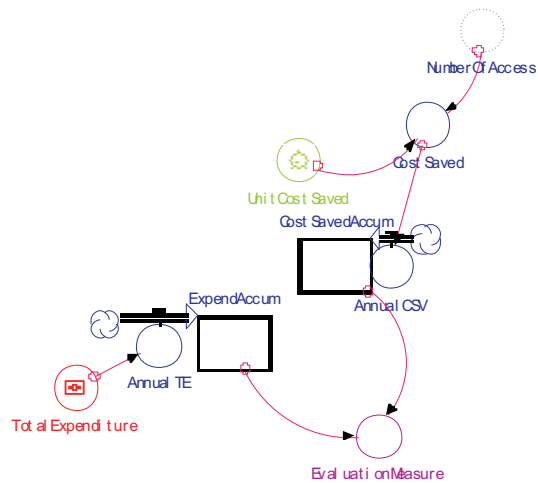 NumberOfAccess
Cost Saved
Unit Cost Saved
Cost SavedAccum
Annual CSV
ExpendAccum
Annual TE
Total Expenditure
EvaluationMeasure